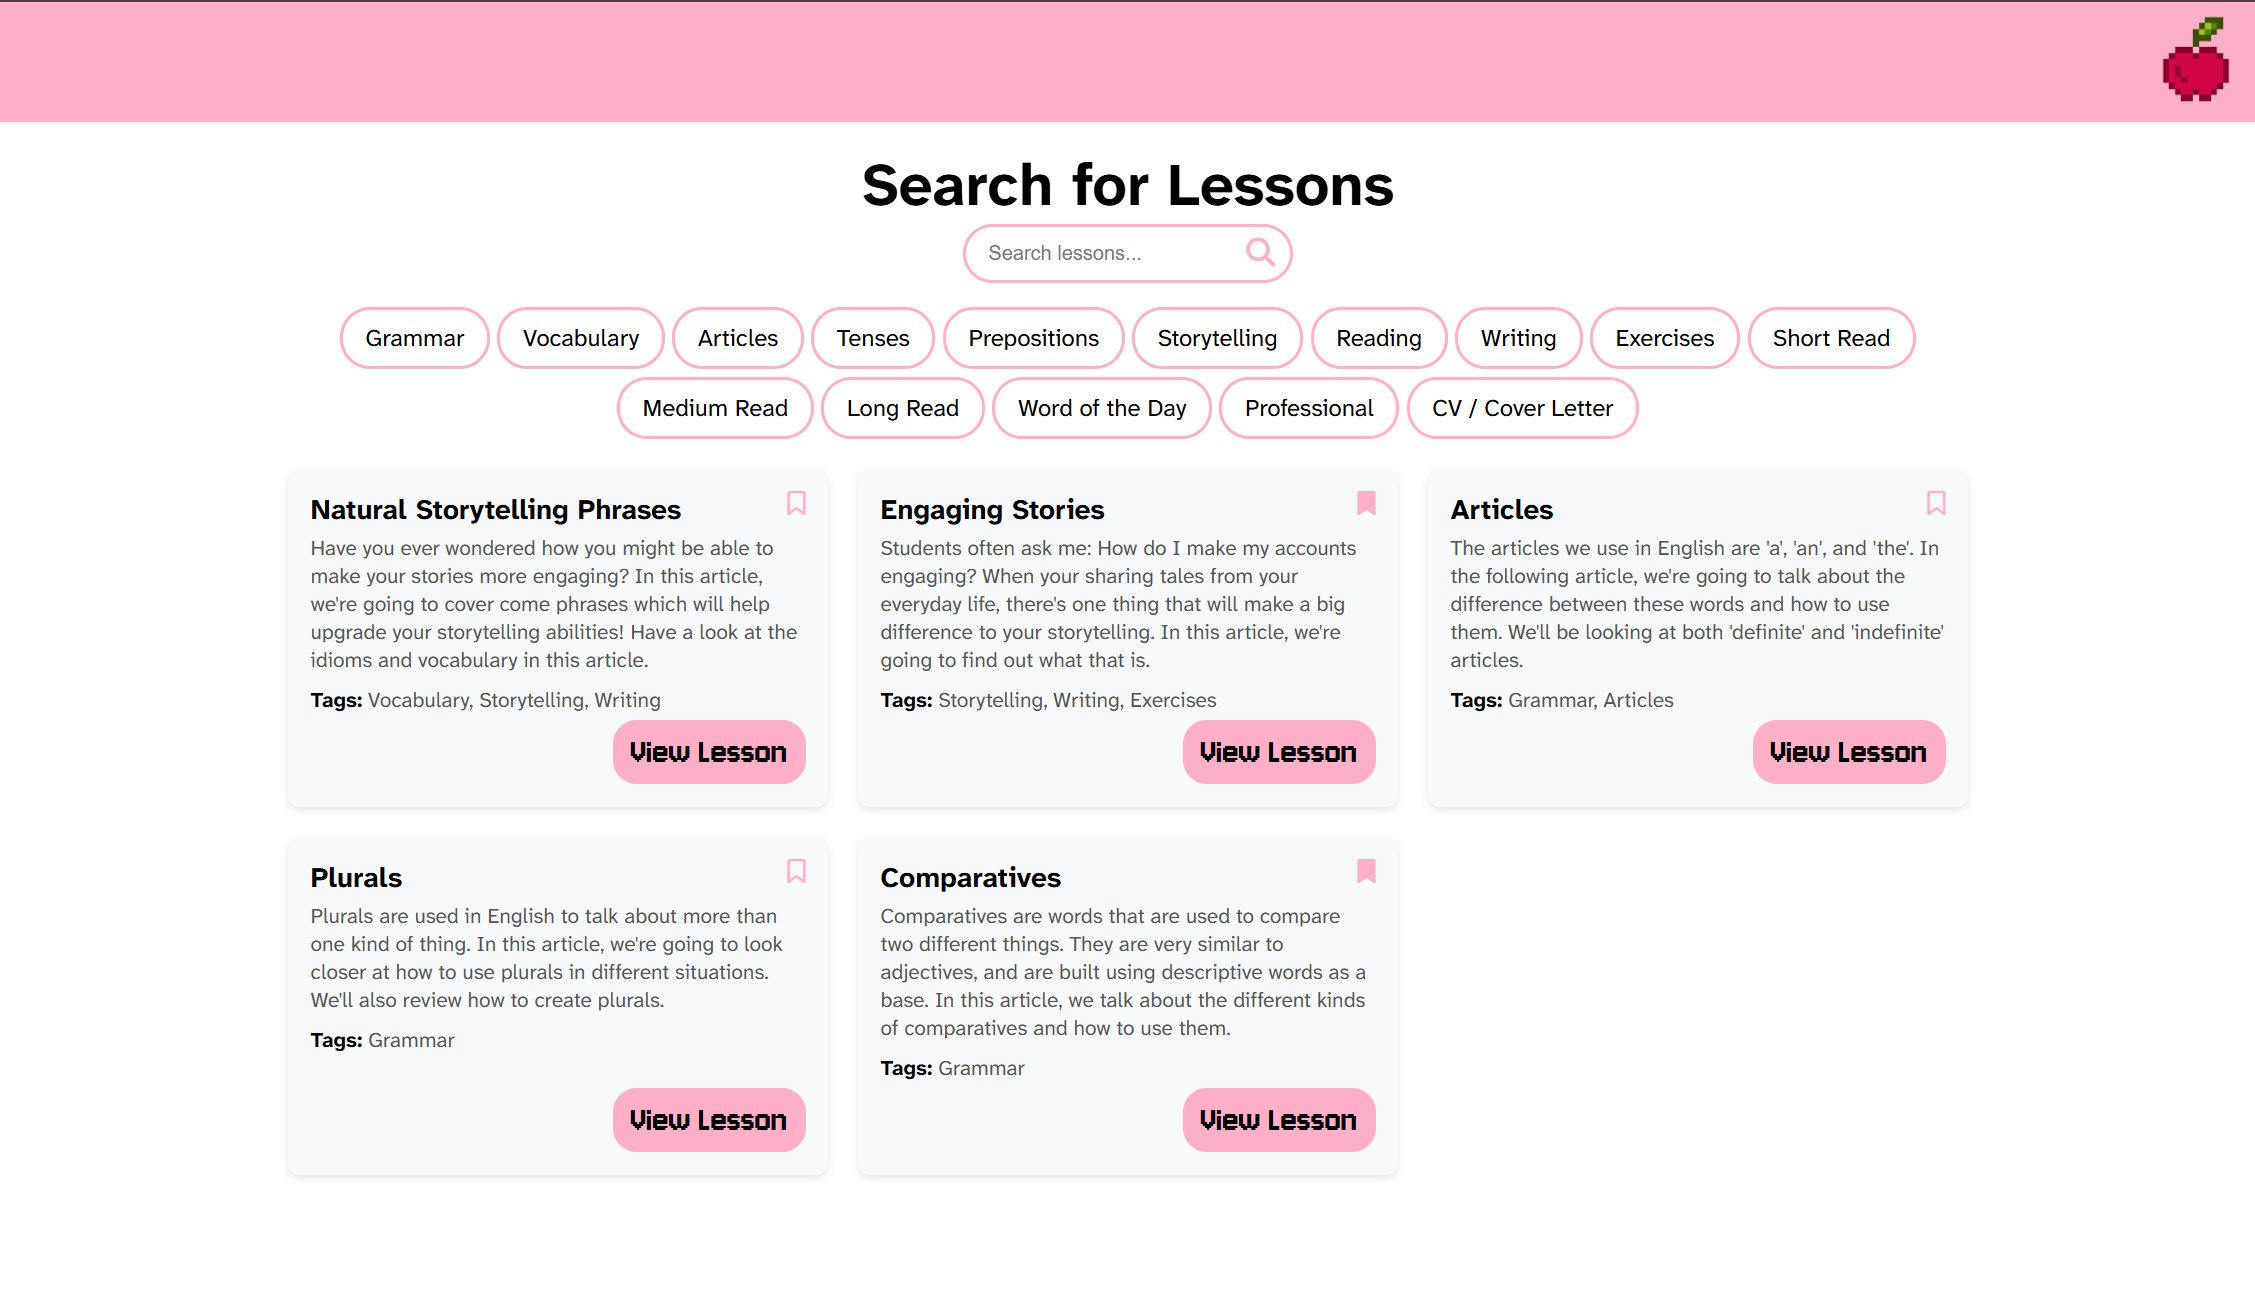 Search for Lessons
Search lessons...
Grammar
Vocabulary
Articles
Tenses
Prepositions
Storytelling
Reading
Writing
Exercises
Short Read
Medium Read
Long Read
Word of the Day
Professional
CV / Cover Letter
Natural Storytelling Phrases
Have you ever wondered how you might be able to
make your stories more engaging? In this article,
we're going to cover come phrases which will help
upgrade your storytelling abilities! Have a look at the
idioms and vocabulary in this article.
Tags: Vocabulary, Storytelling, Writing
View Lesson
Engaging Stories
Students often ask me: How do I make my accounts
engaging? When your sharing tales from your
everyday life, there's one thing that will make a big
difference to your storytelling. In this article, we're
going to find out what that is.
Tags: Storytelling, Writing, Exercises
View Lesson
Articles
The articles we use in English are 'a', 'an', and 'the'. In
the following article, we're going to talk about the
difference between these words and how to use
them. We'll be looking at both 'definite' and 'indefinite'
articles.
Tags: Grammar, Articles
View Lesson
Plurals
Plurals are used in English to talk about more than
one kind of thing. In this article, we're going to look
closer at how to use plurals in different situations.
We'll also review how to create plurals.
Tags: Grammar
View Lesson
Comparatives
Comparatives are words that are used to compare
two different things. They are very similar to
adjectives, and are built using descriptive words as a
base. In this article, we talk about the different kinds
of comparatives and how to use them.
Tags: Grammar
View Lesson